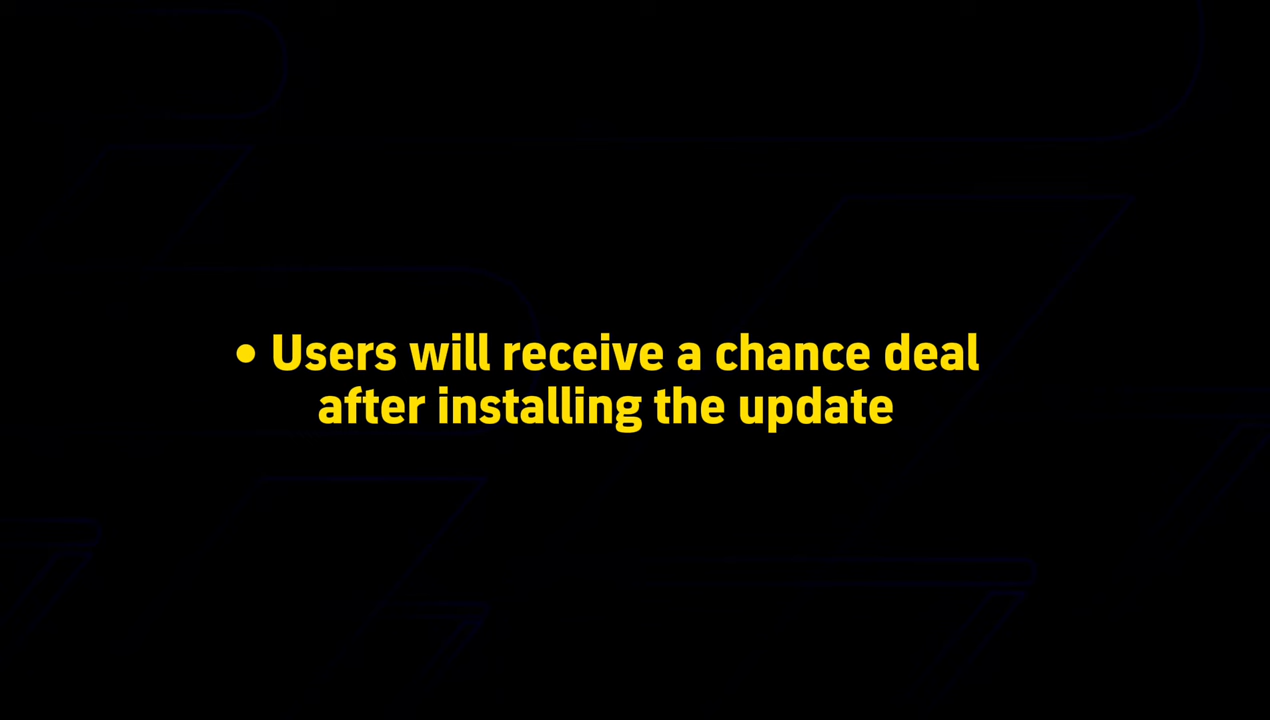 • Users will receive a chance deal
after installing the update